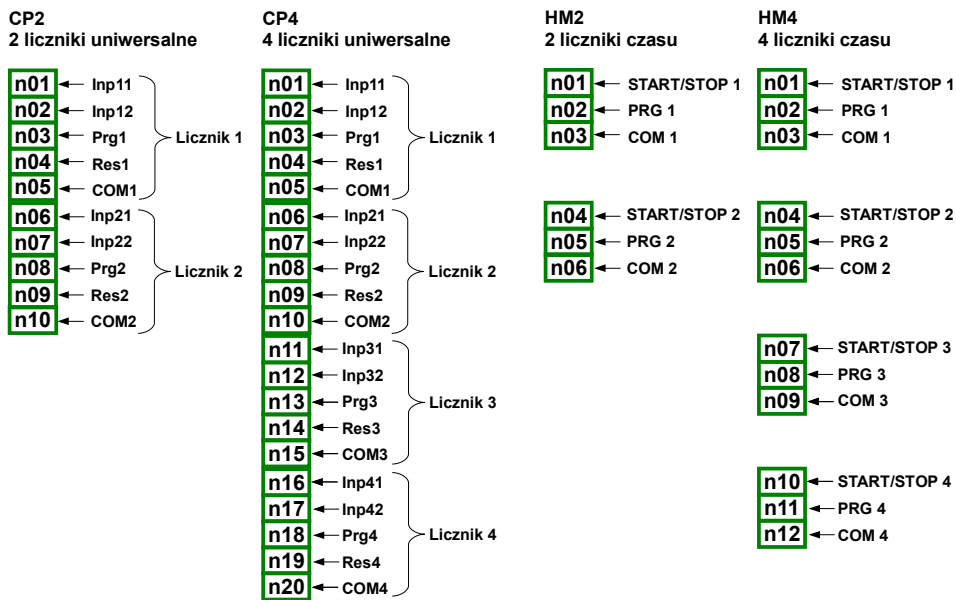 CP2
2 liczniki uniwersalne
n01 Inp11
n02 Inp12
n03 Prg1
n04 Res1
n05 COM1
Licznik 1
n06 Inp21
n07 Inp22
n08 Prg2
n09 Res2
n10 COM2
Licznik 2
CP4
4 liczniki uniwersalne
n01 Inp11
n02 Inp12
n03 Prg1
n04 Res1
n05 COM1
Licznik 1
n06 Inp21
n07 Inp22
n08 Prg2
n09 Res2
n10 COM2
Licznik 2
n11 Inp31
n12 Inp32
n13 Prg3
n14 Res3
n15 COM3
Licznik 3
n16 Inp41
n17 Inp42
n18 Prg4
n19 Res4
n20 COM4
Licznik 4
HM2
2 liczniki czasu
n01 START/STOP 1
n02 PRG 1
n03 COM 1
n04 START/STOP 2
n05 PRG 2
n06 COM 2
HM4
4 liczniki czasu
n01 START/STOP 1
n02 PRG 1
n03 COM 1
n04 START/STOP 2
n05 PRG 2
n06 COM 2
n07 START/STOP 3
n08 PRG 3
n09 COM 3
n10 START/STOP 4
n11 PRG 4
n12 COM 4